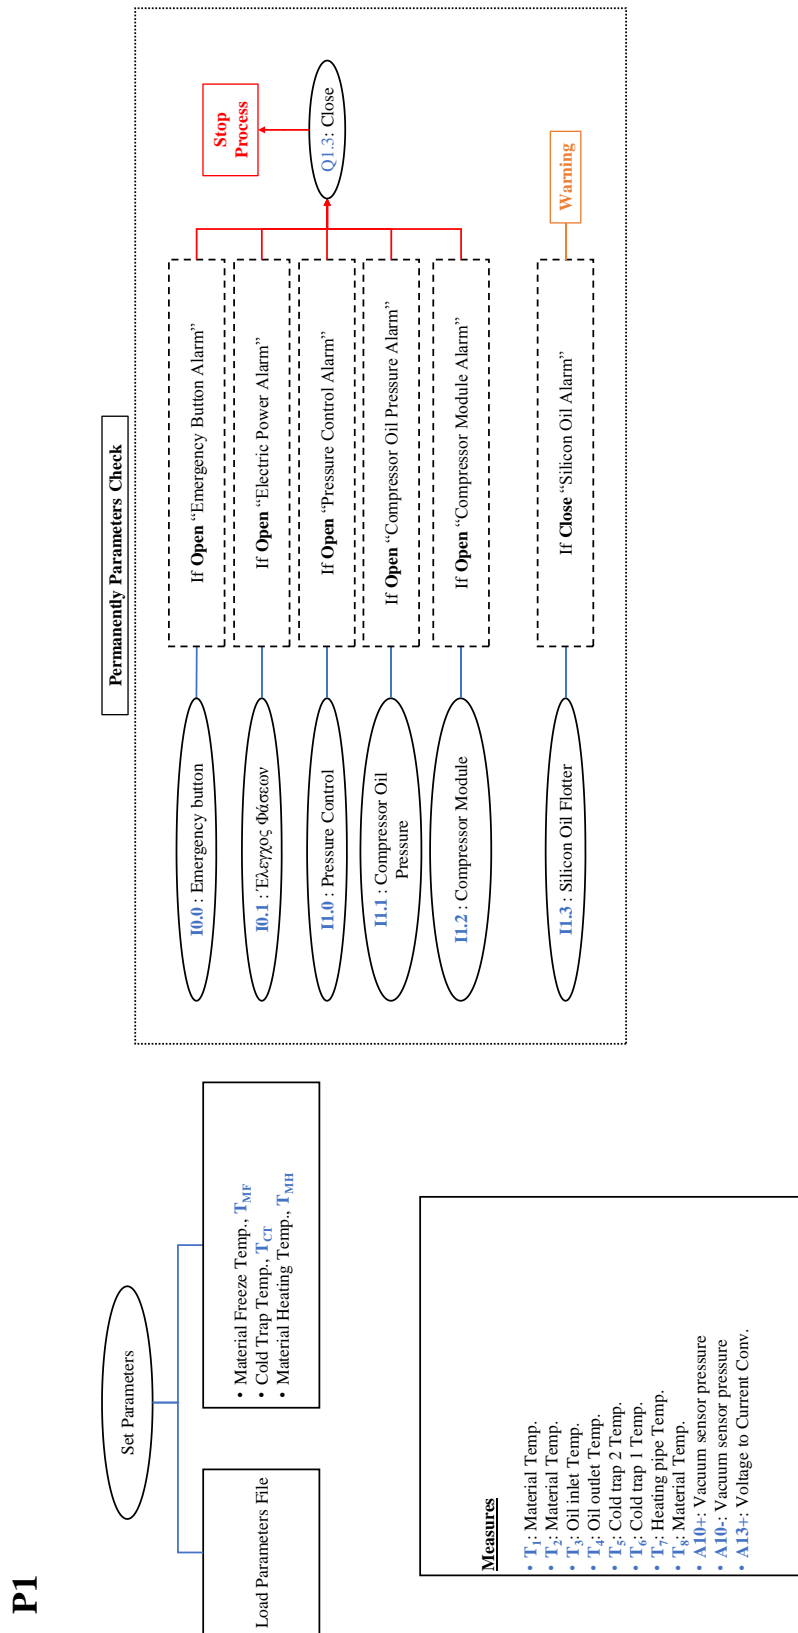 P1
Set Parameters
Load Parameters File
• Material Freeze Temp., TMF
• Cold Trap Temp., TCT
• Material Heating Temp., TMH
Measures
• T1: Material Temp.
• T2: Material Temp.
• T3: Oil inlet Temp.
• T4: Oil outlet Temp.
• T5: Cold trap 2 Temp.
• T6: Cold trap 1 Temp.
• T7: Heating pipe Temp.
• T8: Material Temp.
• A10+: Vacuum sensor pressure
• A10-: Vacuum sensor pressure
• A13+: Voltage to Current Conv.
Permanently Parameters Check
I0.0 : Emergency button
If Open “Emergency Button Alarm”
I0.1 : Έλεγχος Φάσεων
If Open “Electric Power Alarm”
I1.0 : Pressure Control
If Open “Pressure Control Alarm”
I1.1 : Compressor Oil
Pressure
If Open “Compressor Oil Pressure Alarm”
I1.2 : Compressor Module
If Open “Compressor Module Alarm”
Q1.3: Close
Stop
Process
I1.3 : Silicon Oil Flotter
If Close “Silicon Oil Alarm”
Warning